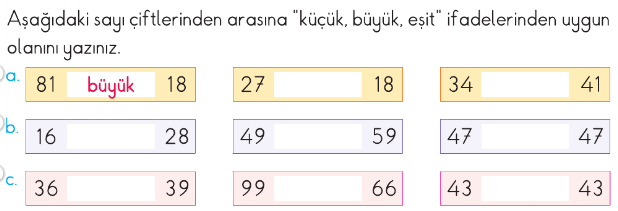 Aşağıdaki sayı çiftlerinden arasına "küçük, büyük, eşit" ifadelerinden uygun
olanını yazınız.
a. 81 büyük 18 27 18 34 41
b. 16 28 49 59 47 47
c. 36 39 99 66 43 43